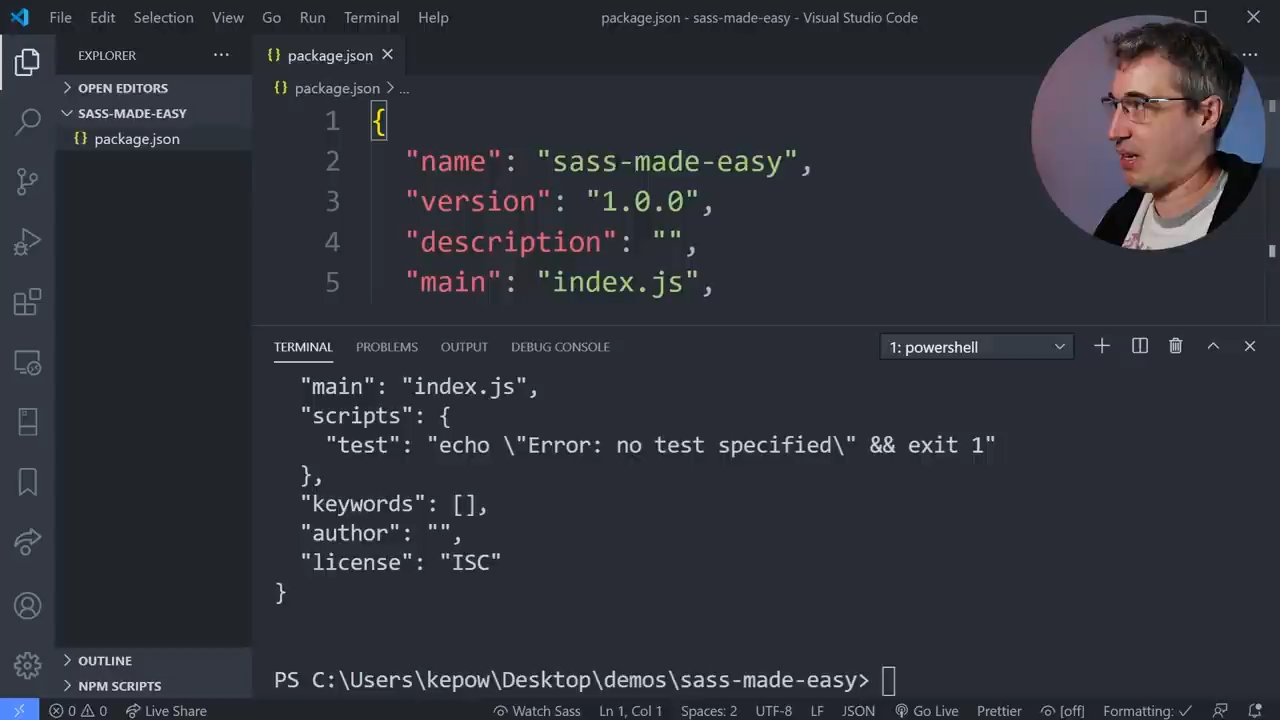 File Edit Selection View Go Run Terminal Help package.json - sass-made-easy - Visual Studio Code
EXPLORER ... {} package.json ...
OPEN EDITORS {} package.json > ...
SASS-MADE-EASY
{} package.json
1 {
2 "name": "sass-made-easy",
3 "version": "1.0.0",
4 "description": "",
5 "main": "index.js",
TERMINAL PROBLEMS OUTPUT DEBUG CONSOLE 1: powershell
"main": "index.js",
"scripts": {
"test": "echo \"Error: no test specified\" && exit 1"
},
"keywords": [],
"author": "",
"license": "ISC"
}
PS C:\Users\kepow\Desktop\demos\sass-made-easy>
OUTLINE
NPM SCRIPTS
0 0 Live Share Watch Sass Ln 1, Col 1 Spaces: 2 UTF-8 LF JSON Go Live Prettier [off] Formatting: